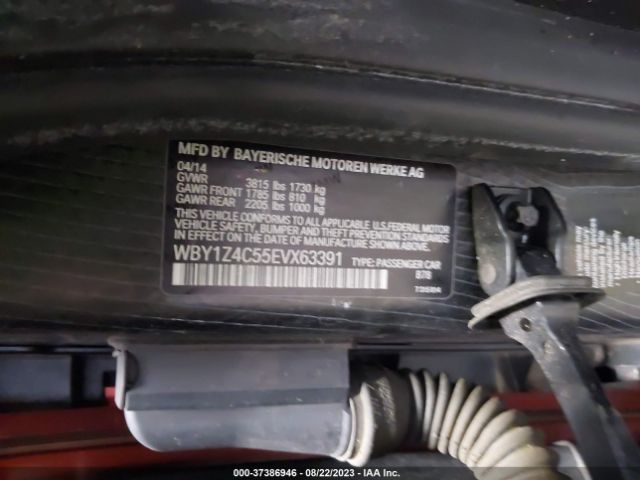 MFD BY BAYERISCHE MOTOREN WERKE AG
04/14
GVWR 3815 lbs 1730 kg
GAWR FRONT 1785 lbs 810 kg
GAWR REAR 2205 lbs 1000 kg
THIS VEHICLE CONFORMS TO ALL APPLICABLE U.S.FEDERAL MOTOR
VEHICLE SAFETY, BUMPER AND THEFT PREVENTION STANDARDS
IN EFFECT ON THE DATE OF MANUFACTURE SHOWN ABOVE.
WBY1Z4C55EVX63391 TYPE: PASSENGER CAR
B78
000-37386946 - 08/22/2023 - IAA Inc.